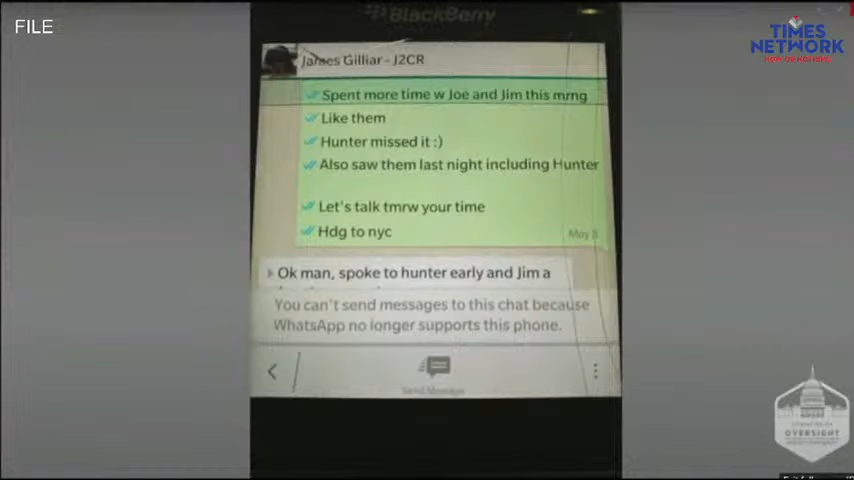 FILE
TIMES
NETWORK
BlackBerry
James Gilliar - J2CR
Spent more time w Joe and Jim this mrng
Like them
Hunter missed it :)
Also saw them last night including Hunter
Let's talk tmrw your time
Hdg to nyc
May 3
Ok man, spoke to hunter early and Jim a
You can't send messages to this chat because
WhatsApp no longer supports this phone.
Send Message
OVERSIGHT